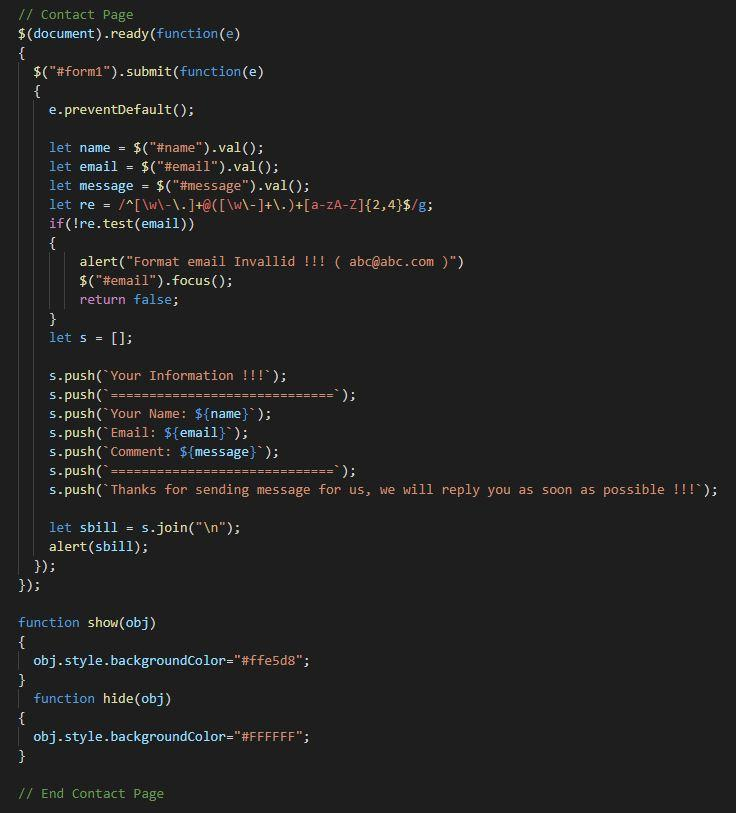 // Contact Page
$(document).ready(function(e)
{
  $("#form1").submit(function(e)
  {
    e.preventDefault();

    let name = $("#name").val();
    let email = $("#email").val();
    let message = $("#message").val();
    let re = /^[\w\-\.]+@([\w\-]+\.)+[a-zA-Z]{2,4}$/g;
    if(!re.test(email))
    {
        alert("Format email Invallid !!! ( abc@abc.com )")
        $("#email").focus();
        return false;
    }
    let s = [];

    s.push(`Your Information !!!`);
    s.push(`=============================`);
    s.push(`Your Name: ${name}`);
    s.push(`Email: ${email}`);
    s.push(`Comment: ${message}`);
    s.push(`=============================`);
    s.push(`Thanks for sending message for us, we will reply you as soon as possible !!!`);

    let sbill = s.join("\n");
    alert(sbill);
  });
});

function show(obj)
{
  obj.style.backgroundColor="#ffe5d8";
}
  function hide(obj)
{
  obj.style.backgroundColor="#FFFFFF";
}

// End Contact Page